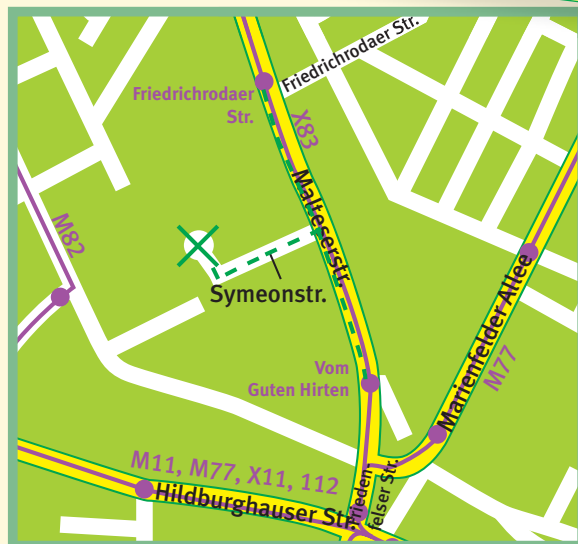 Friedrichrodaer Str.
Friedrichrodaer
Str.
X83
Malteserstr.
M82
Symeonstr.
Marienfelder Allee
M77
Vom
Guten Hirten
M11, M77, X11, 112
Hildburghauser Str.
Frieden
felser Str.